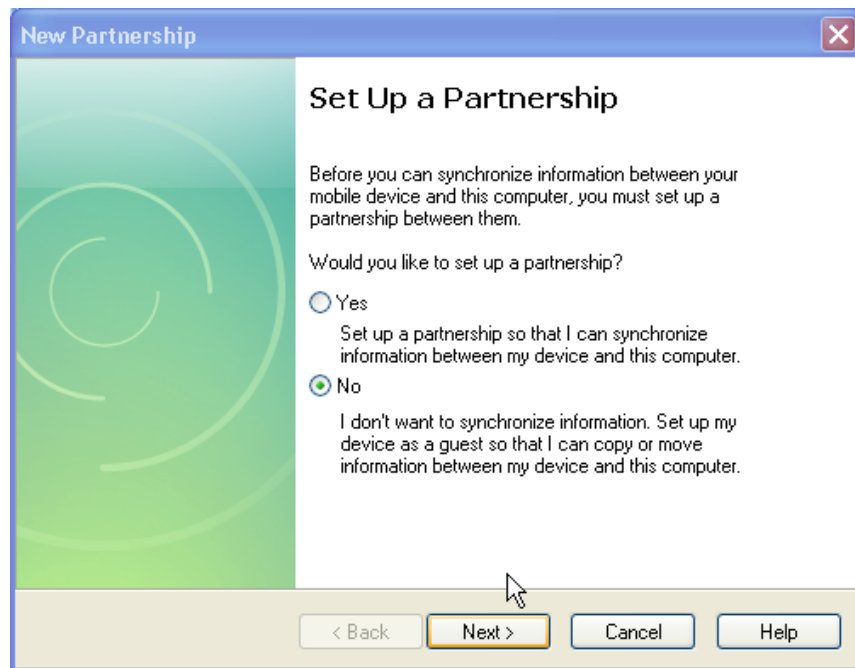 New Partnership
Set Up a Partnership
Before you can synchronize information between your
mobile device and this computer, you must set up a
partnership between them.
Would you like to set up a partnership?
Yes
Set up a partnership so that I can synchronize
information between my device and this computer.
No
I don't want to synchronize information. Set up my
device as a guest so that I can copy or move
information between my device and this computer.
< Back Next > Cancel Help